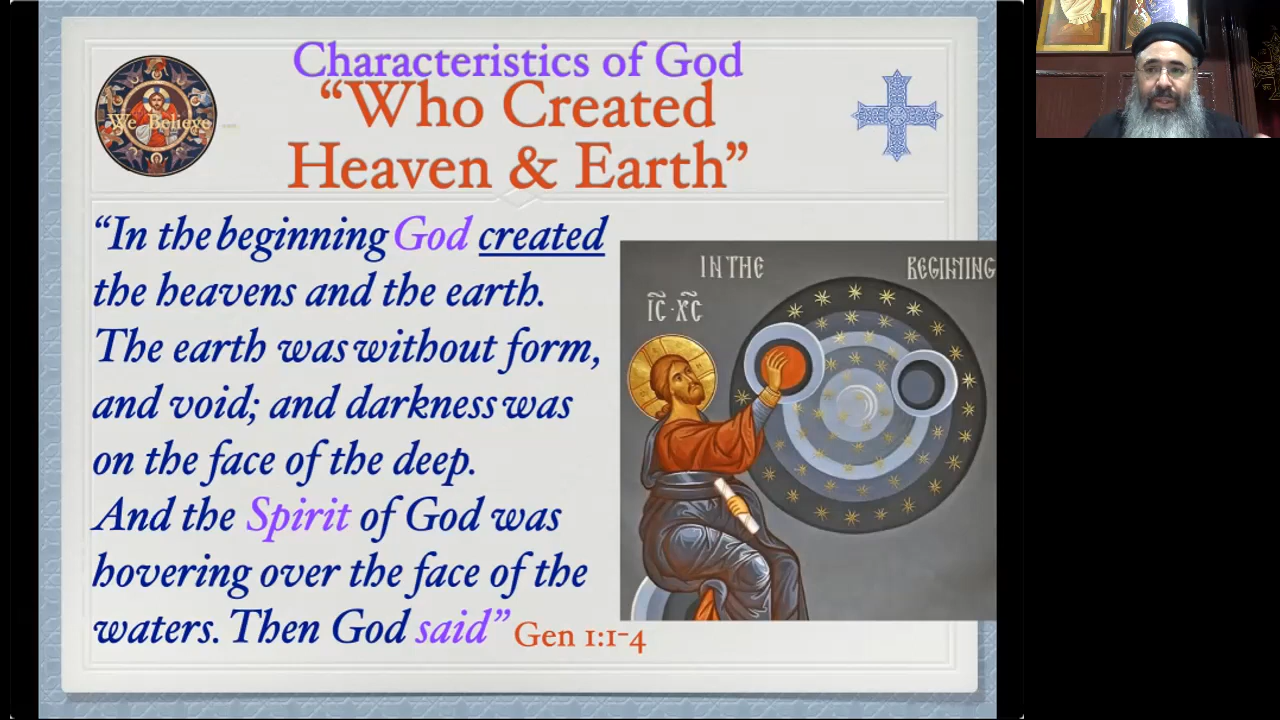 Characteristics of God
“Who Created
Heaven & Earth”
We Believe
“In the beginning God created
the heavens and the earth.
The earth was without form,
and void; and darkness was
on the face of the deep.
And the Spirit of God was
hovering over the face of the
waters. Then God said” Gen 1:1-4
IN THE BEGINING
IC XC